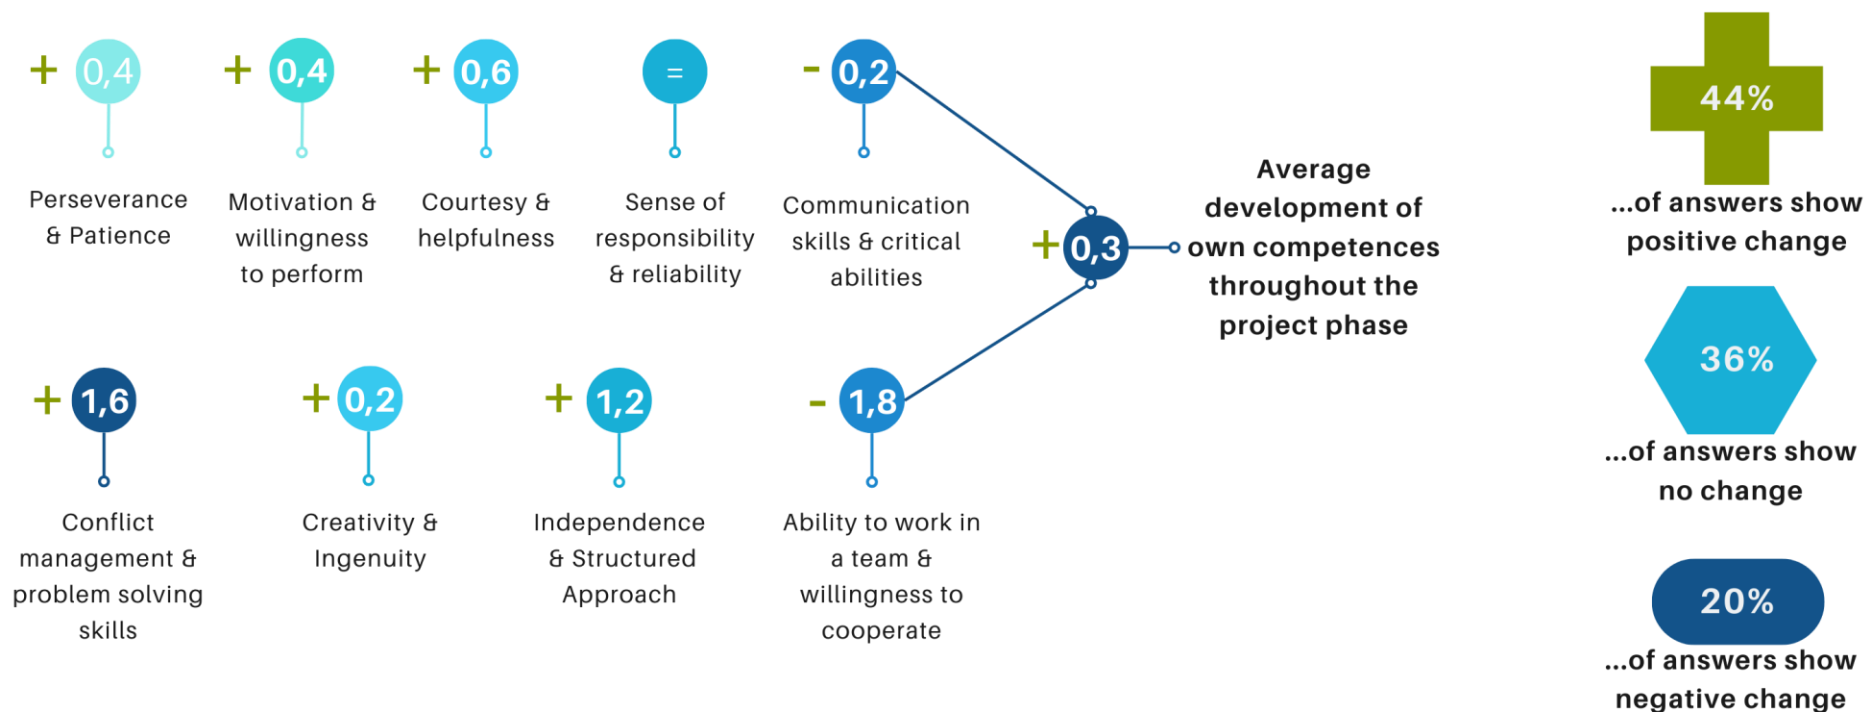 + 0,4
Perseverance
& Patience
+ 0,4
Motivation &
willingness
to perform
+ 0,6
Courtesy &
helpfulness
=
Sense of
responsibility
& reliability
- 0,2
Communication
skills & critical
abilities
+ 1,6
Conflict
management &
problem solving
skills
+ 0,2
Creativity &
Ingenuity
+ 1,2
Independence
& Structured
Approach
- 1,8
Ability to work in
a team &
willingness to
cooperate
+ 0,3
Average
development of
own competences
throughout the
project phase
44%
...of answers show
positive change
36%
...of answers show
no change
20%
...of answers show
negative change